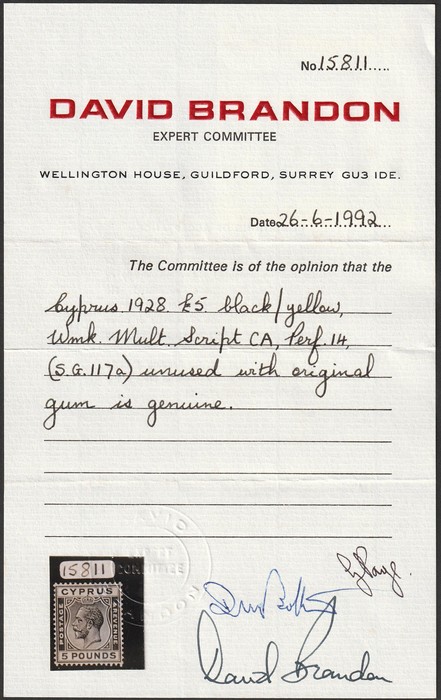 No. 15811
DAVID BRANDON
EXPERT COMMITTEE
WELLINGTON HOUSE, GUILDFORD, SURREY GU3 1DE.
Date 26-6-1992
The Committee is of the opinion that the
Cyprus 1928 £5 black/yellow,
Wmk. Mult. Script CA, Perf. 14,
(S.G. 117a) unused with original
gum is genuine.
15811
CYPRUS
POSTAGE
REVENUE
5 POUNDS
David Brandon